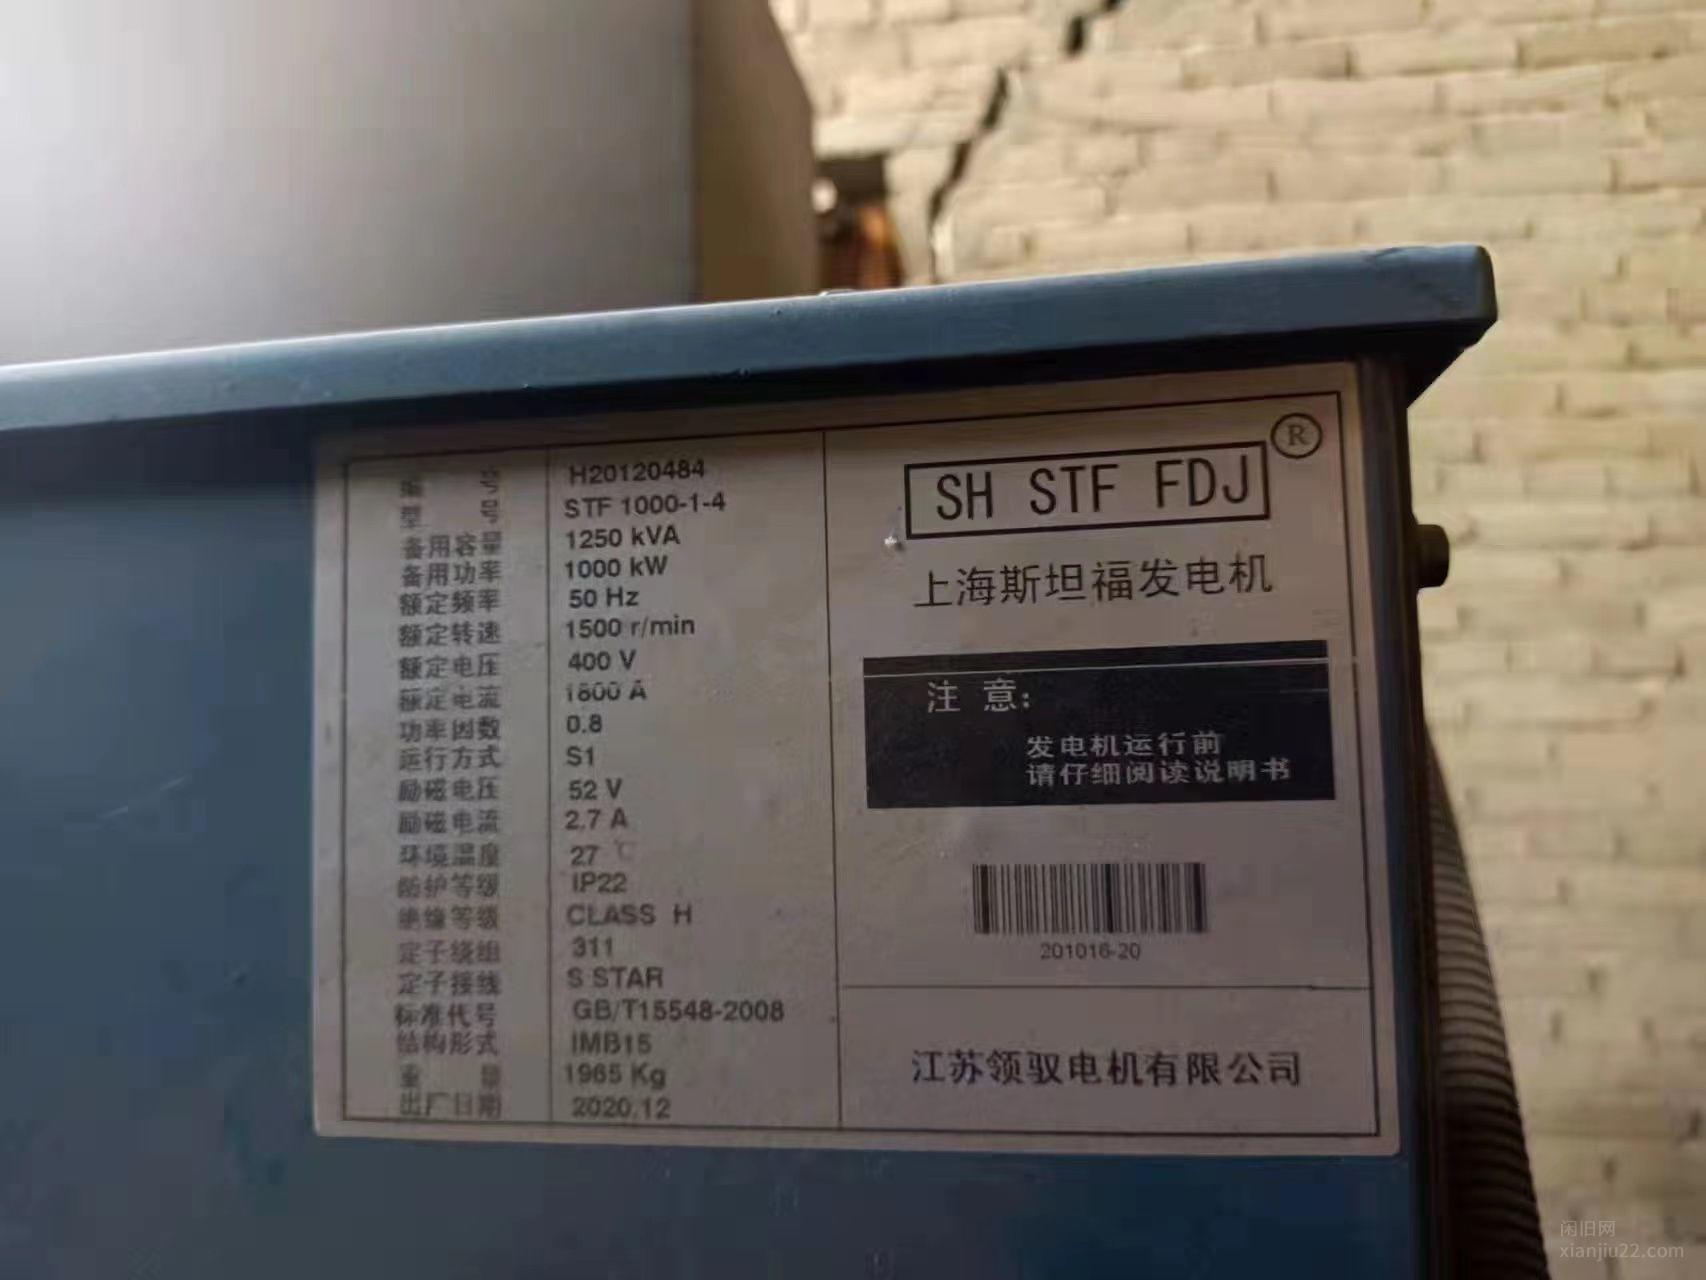 编 号 H20120484
型 号 STF 1000-1-4
备用容量 1250 kVA
备用功率 1000 kW
额定频率 50 Hz
额定转速 1500 r/min
额定电压 400 V
额定电流 1800 A
功率因数 0.8
运行方式 S1
励磁电压 52 V
励磁电流 2.7 A
环境温度 27 ℃
防护等级 IP22
绝缘等级 CLASS H
定子绕组 311
定子接线 S STAR
标准代号 GB/T15548-2008
结构形式 IMB15
重 量 1965 Kg
出厂日期 2020.12
SH STF FDJ ®
上海斯坦福发电机
注 意:
发电机运行前
请仔细阅读说明书
201016-20
江苏领驭电机有限公司
闲旧网
xianjiu22.com